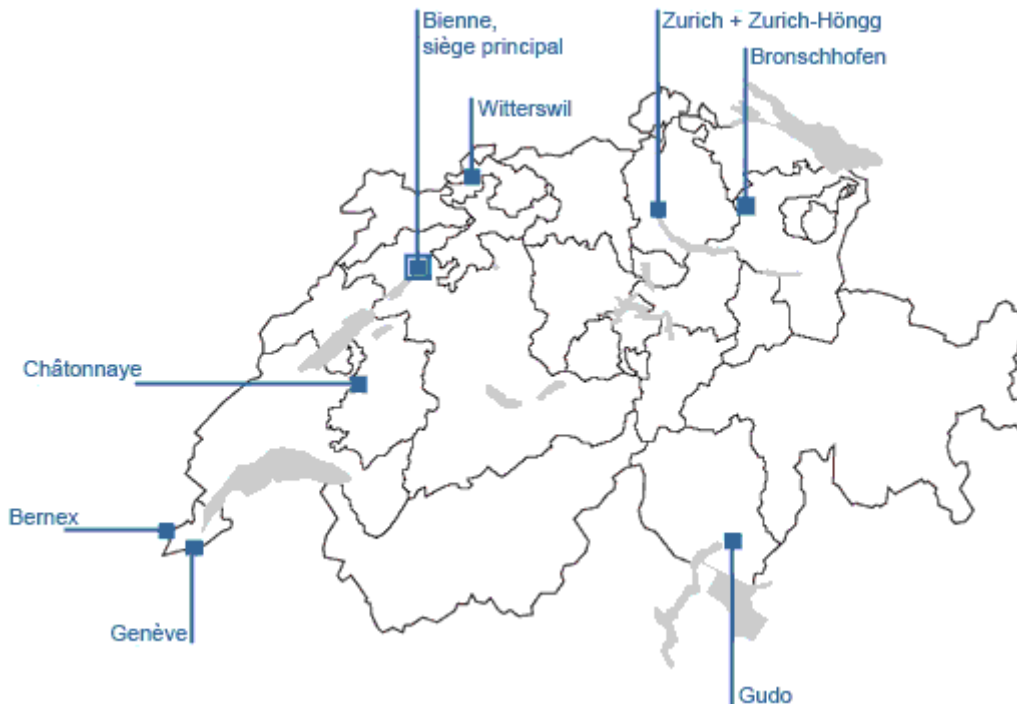 Bienne,
siège principal
Zurich + Zurich-Höngg
Bronschhofen
Witterswil
Châtonnaye
Bernex
Genève
Gudo